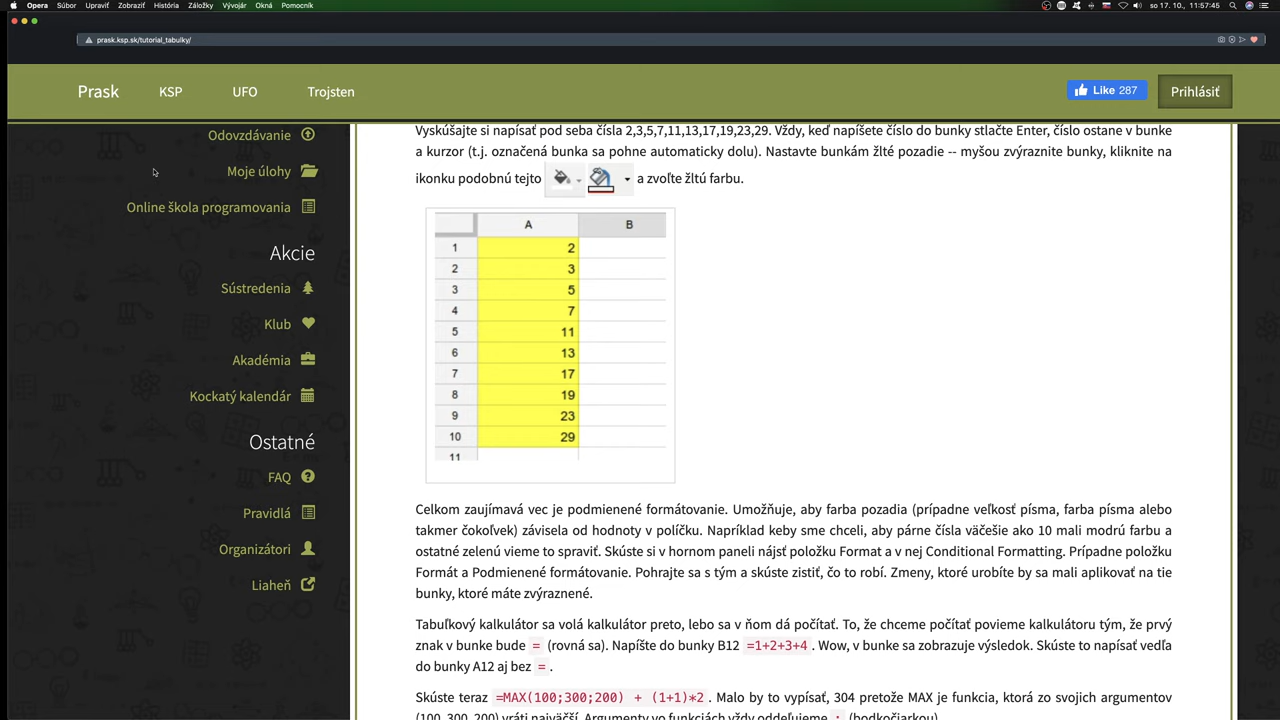 Opera Súbor Upraviť Zobraziť História Záložky Vývojár Okná Pomocník so 17. 10., 11:57:45
prask.ksp.sk/tutorial_tabulky/
Prask KSP UFO Trojsten Like 287 Prihlásiť
Odovzdávanie
Moje úlohy
Online škola programovania
Akcie
Sústredenia
Klub
Akadémia
Kockatý kalendár
Ostatné
FAQ
Pravidlá
Organizátori
Liaheň
Vyskúšajte si napísať pod seba čísla 2,3,5,7,11,13,17,19,23,29. Vždy, keď napíšete číslo do bunky stlačte Enter, číslo ostane v bunke
a kurzor (t.j. označená bunka sa pohne automaticky dolu). Nastavte bunkám žlté pozadie -- myšou zvýraznite bunky, kliknite na
ikonku podobnú tejto a zvoľte žltú farbu.
A B
1 2
2 3
3 5
4 7
5 11
6 13
7 17
8 19
9 23
10 29
11
Celkom zaujímavá vec je podmienené formátovanie. Umožňuje, aby farba pozadia (prípadne veľkosť písma, farba písma alebo
takmer čokoľvek) závisela od hodnoty v políčku. Napríklad keby sme chceli, aby párne čísla väčešie ako 10 mali modrú farbu a
ostatné zelenú vieme to spraviť. Skúste si v hornom paneli nájsť položku Format a v nej Conditional Formatting. Prípadne položku
Formát a Podmienené formátovanie. Pohrajte sa s tým a skúste zistiť, čo to robí. Zmeny, ktoré urobíte by sa mali aplikovať na tie
bunky, ktoré máte zvýraznené.
Tabuľkový kalkulátor sa volá kalkulátor preto, lebo sa v ňom dá počítať. To, že chceme počítať povieme kalkulátoru tým, že prvý
znak v bunke bude = (rovná sa). Napíšte do bunky B12 =1+2+3+4 . Wow, v bunke sa zobrazuje výsledok. Skúste to napísať vedľa
do bunky A12 aj bez = .
Skúste teraz =MAX(100;300;200) + (1+1)*2 . Malo by to vypísať, 304 pretože MAX je funkcia, ktorá zo svojich argumentov
(100, 300, 200) vráti najväčší. Argumenty vo funkciách vždy oddeľujeme ; (bodkočiarkou).